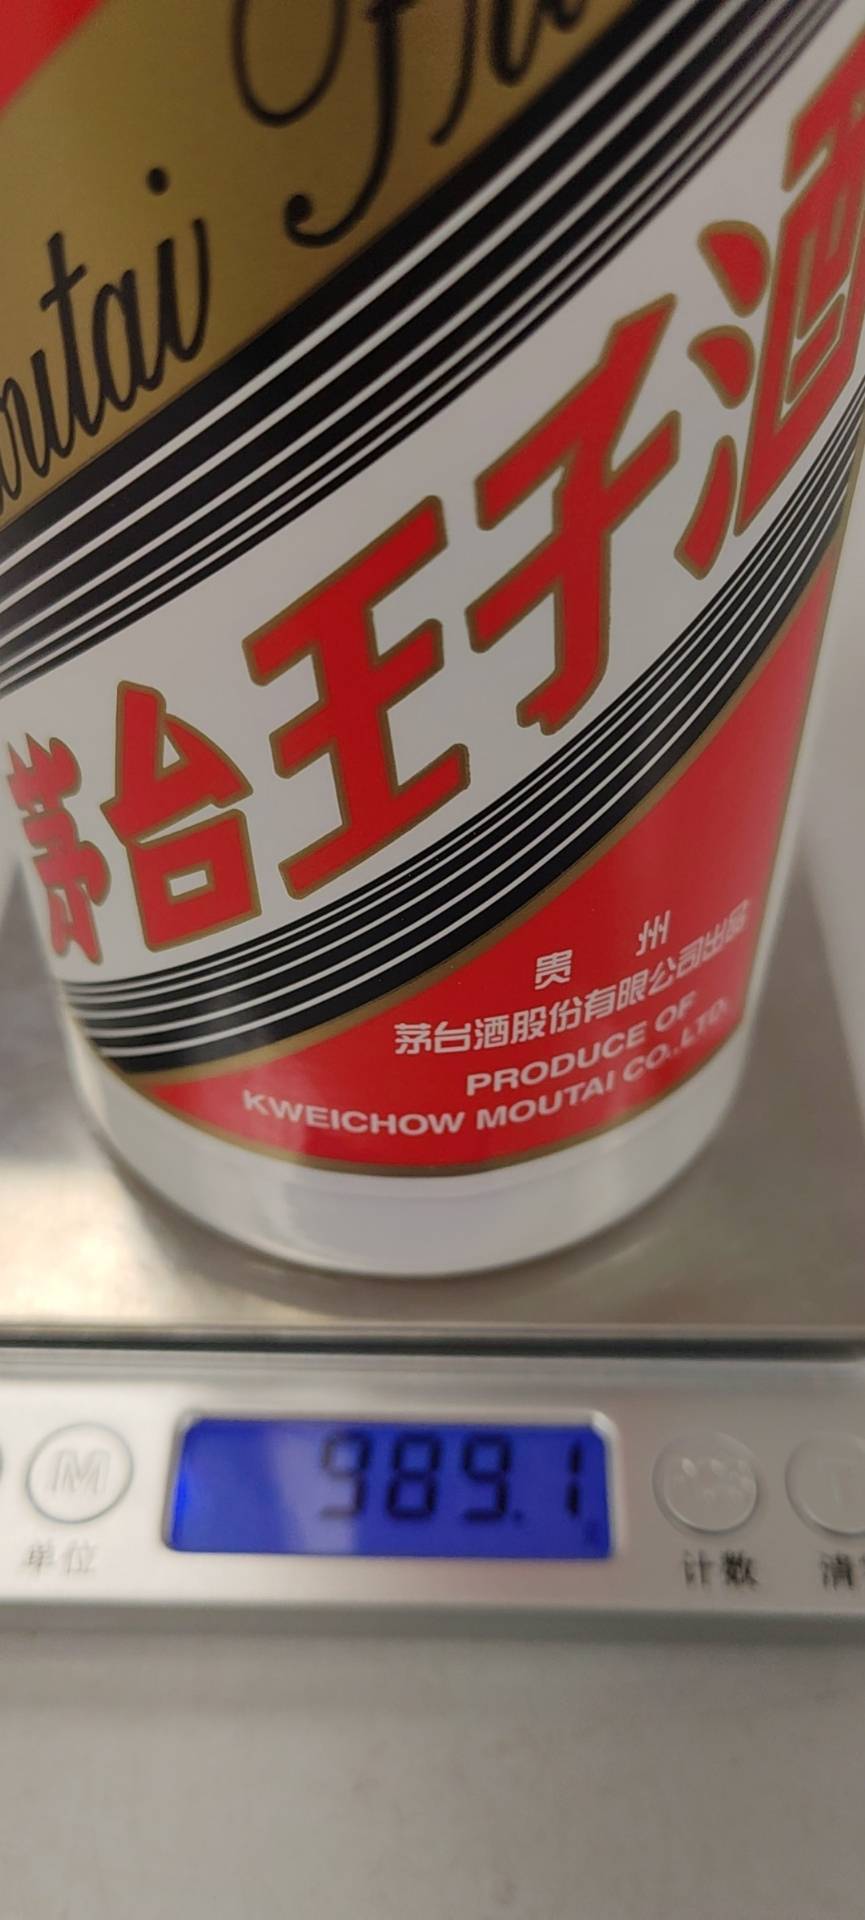 茅台王子酒
贵 州
茅台酒股份有限公司出品
PRODUCE OF
KWEICHOW MOUTAI CO.,LTD.
M
989.1
单位
计数